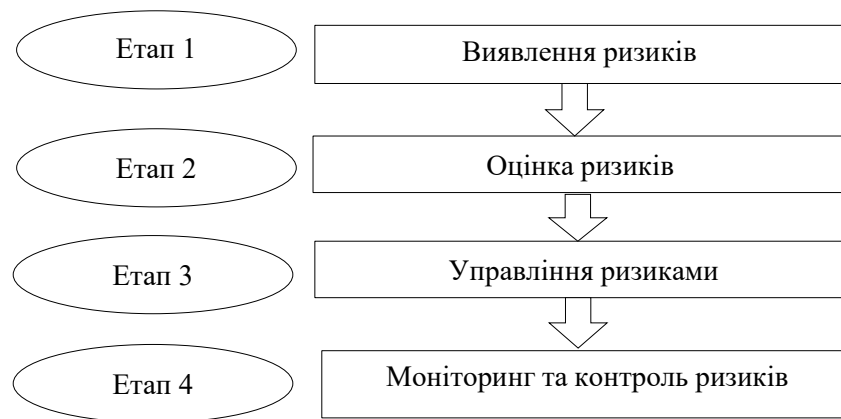 Етап 1
Виявлення ризиків
Етап 2
Оцінка ризиків
Етап 3
Управління ризиками
Етап 4
Моніторинг та контроль ризиків